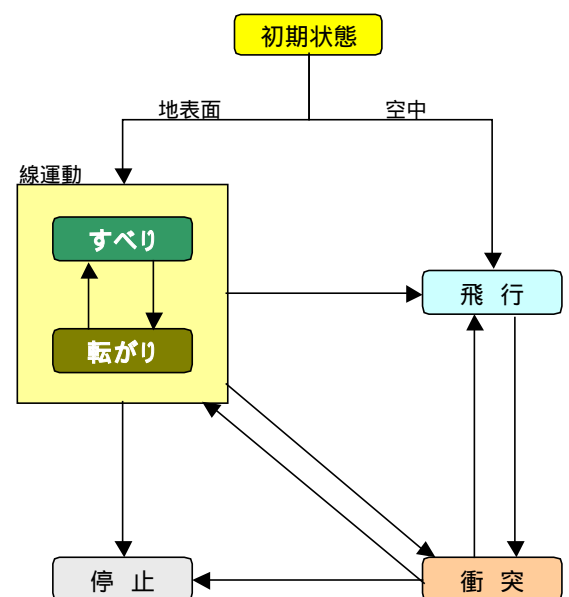 初期状態
地表面
空中
線運動
すべり
飛 行
転がり
停 止
衝 突